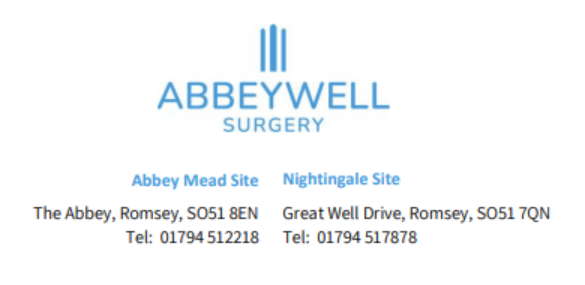 ABBEYWELL
SURGERY
Abbey Mead Site
The Abbey, Romsey, SO51 8EN
Tel: 01794 512218
Nightingale Site
Great Well Drive, Romsey, SO51 7QN
Tel: 01794 517878